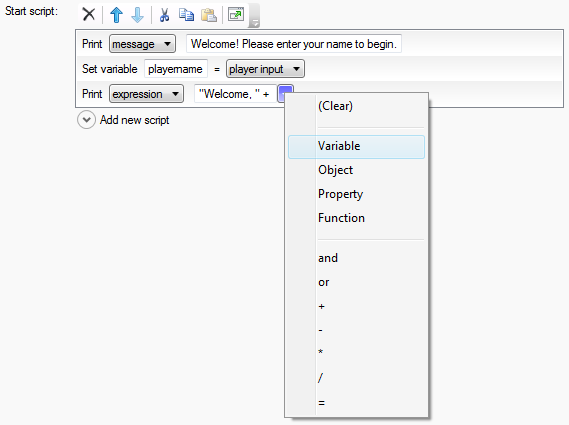 Start script:
Print message Welcome! Please enter your name to begin.
Set variable playername = player input
Print expression "Welcome, " +
Add new script
(Clear)
Variable
Object
Property
Function
and
or
+
-
*
/
=